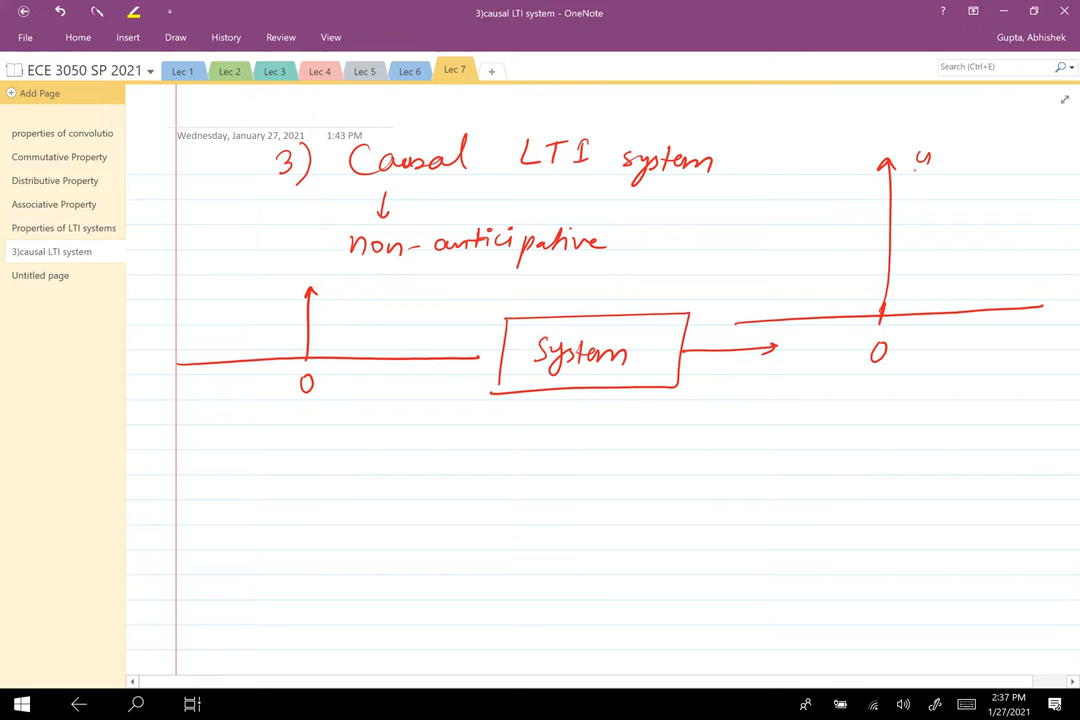 3)causal LTI system - OneNote
File Home Insert Draw History Review View
Gupta, Abhishek
ECE 3050 SP 2021
Lec 1 Lec 2 Lec 3 Lec 4 Lec 5 Lec 6 Lec 7
Search (Ctrl+E)
Add Page
properties of convolutio
Commutative Property
Distributive Property
Associative Property
Properties of LTI systems
3)causal LTI system
Untitled page
Wednesday, January 27, 2021 1:43 PM
3) Causal LTI system
non-anticipative
System
0
0
2:37 PM
1/27/2021